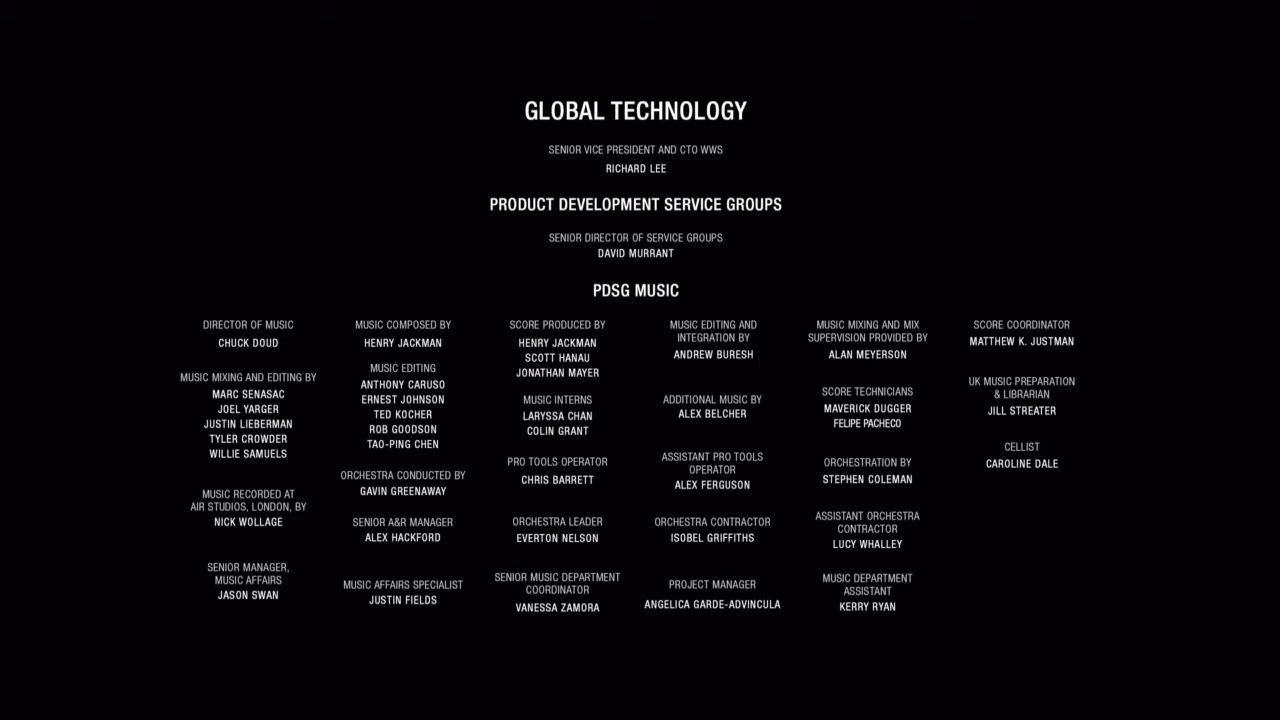 GLOBAL TECHNOLOGY
SENIOR VICE PRESIDENT AND CTO WWS
RICHARD LEE
PRODUCT DEVELOPMENT SERVICE GROUPS
SENIOR DIRECTOR OF SERVICE GROUPS
DAVID MURRANT
PDSG MUSIC
DIRECTOR OF MUSIC
CHUCK DOUD
MUSIC MIXING AND EDITING BY
MARC SENASAC
JOEL YARGER
JUSTIN LIEBERMAN
TYLER CROWDER
WILLIE SAMUELS
MUSIC RECORDED AT
AIR STUDIOS, LONDON, BY
NICK WOLLAGE
SENIOR MANAGER,
MUSIC AFFAIRS
JASON SWAN
MUSIC COMPOSED BY
HENRY JACKMAN
MUSIC EDITING
ANTHONY CARUSO
ERNEST JOHNSON
TED KOCHER
ROB GOODSON
TAO-PING CHEN
ORCHESTRA CONDUCTED BY
GAVIN GREENAWAY
SENIOR A&R MANAGER
ALEX HACKFORD
MUSIC AFFAIRS SPECIALIST
JUSTIN FIELDS
SCORE PRODUCED BY
HENRY JACKMAN
SCOTT HANAU
JONATHAN MAYER
MUSIC INTERNS
LARYSSA CHAN
COLIN GRANT
PRO TOOLS OPERATOR
CHRIS BARRETT
ORCHESTRA LEADER
EVERTON NELSON
SENIOR MUSIC DEPARTMENT
COORDINATOR
VANESSA ZAMORA
MUSIC EDITING AND
INTEGRATION BY
ANDREW BURESH
ADDITIONAL MUSIC BY
ALEX BELCHER
ASSISTANT PRO TOOLS
OPERATOR
ALEX FERGUSON
ORCHESTRA CONTRACTOR
ISOBEL GRIFFITHS
PROJECT MANAGER
ANGELICA GARDE-ADVINCULA
MUSIC MIXING AND MIX
SUPERVISION PROVIDED BY
ALAN MEYERSON
SCORE TECHNICIANS
MAVERICK DUGGER
FELIPE PACHECO
ORCHESTRATION BY
STEPHEN COLEMAN
ASSISTANT ORCHESTRA
CONTRACTOR
LUCY WHALLEY
MUSIC DEPARTMENT
ASSISTANT
KERRY RYAN
SCORE COORDINATOR
MATTHEW K. JUSTMAN
UK MUSIC PREPARATION
& LIBRARIAN
JILL STREATER
CELLIST
CAROLINE DALE